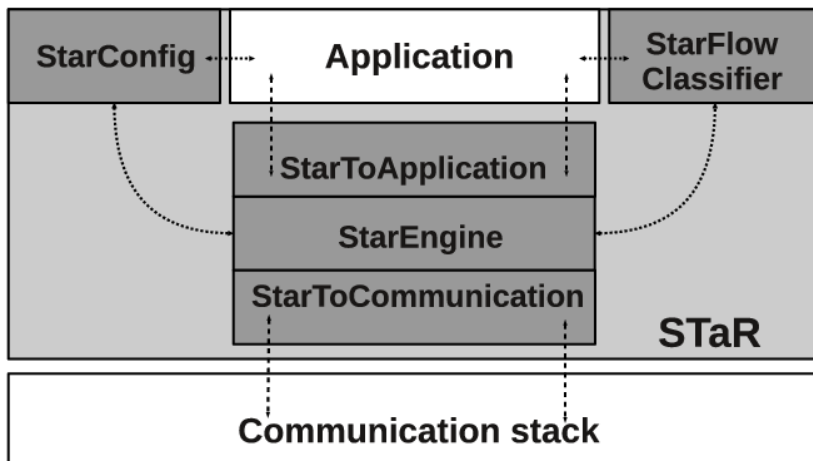 StarConfig
Application
StarFlow
Classifier
StarToApplication
StarEngine
StarToCommunication
STaR
Communication stack